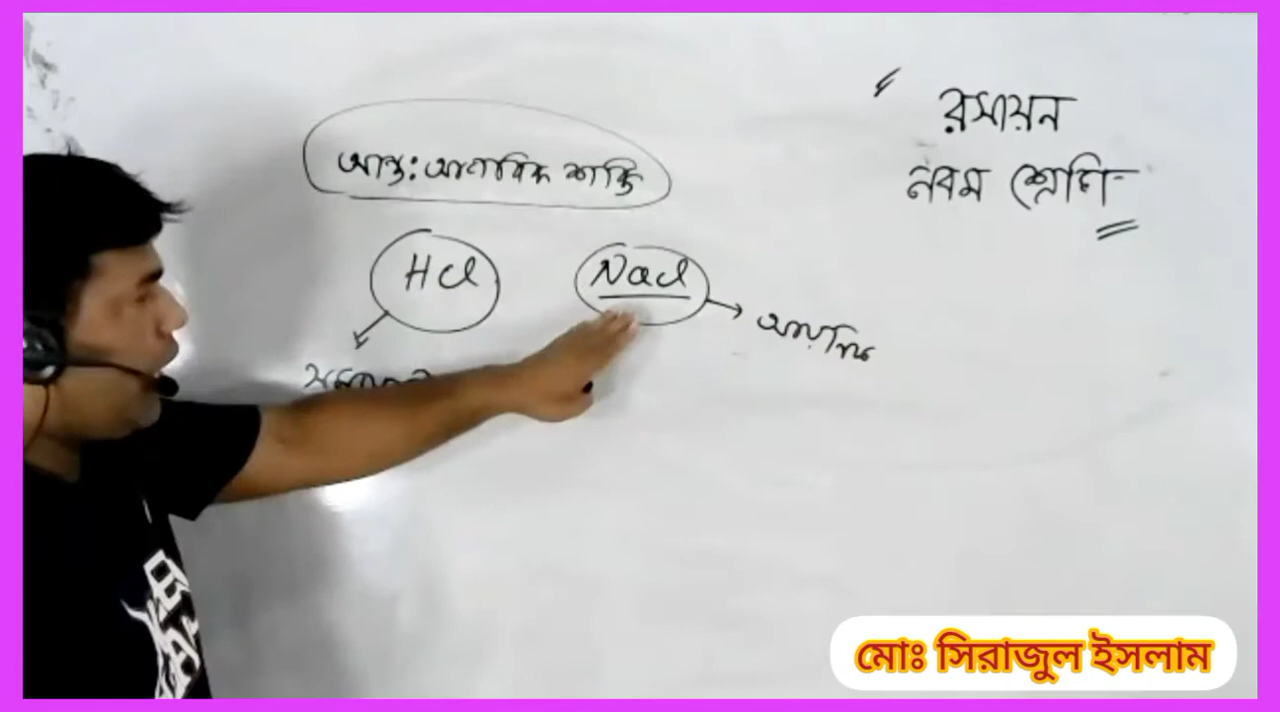 রসায়ন
নবম শ্রেণি
আন্ত:আণবিক শক্তি
HCl
NaCl
আয়নিক
মোঃ সিরাজুল ইসলাম